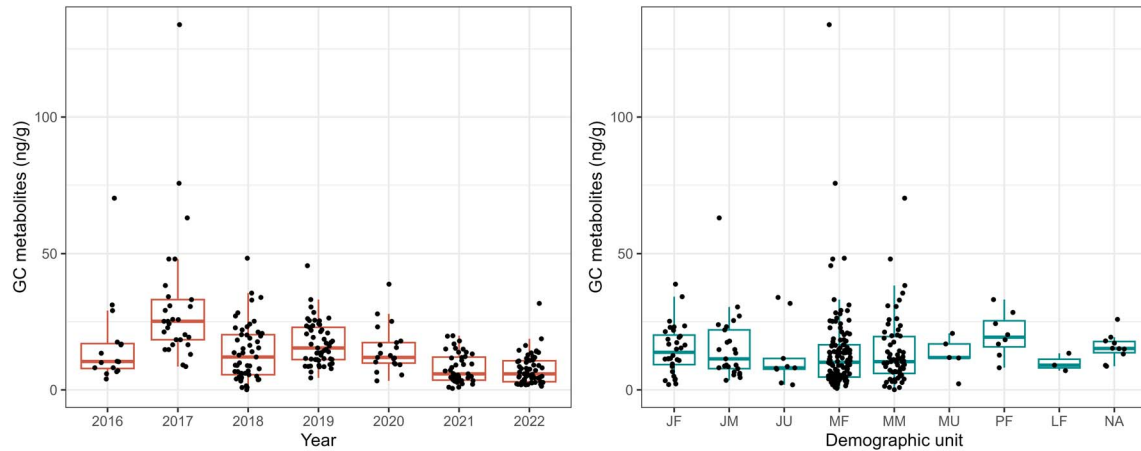 GC metabolites (ng/g)
100
50
0
2016 2017 2018 2019 2020 2021 2022
Year
GC metabolites (ng/g)
100
50
0
JF JM JU MF MM MU PF LF NA
Demographic unit